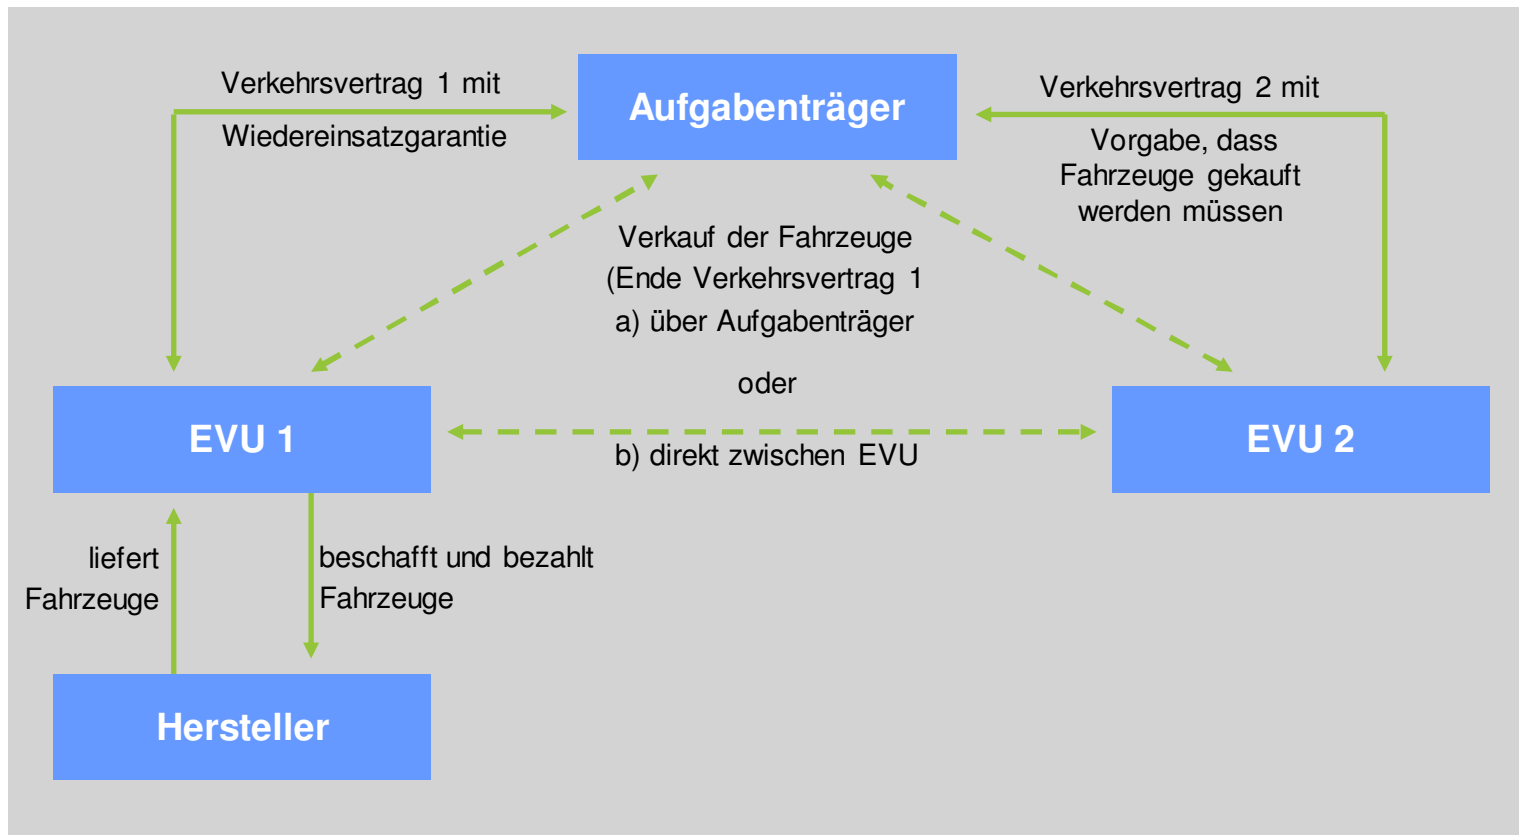 Verkehrsvertrag 1 mit
Wiedereinsatzgarantie
Aufgabenträger
Verkehrsvertrag 2 mit
Vorgabe, dass
Fahrzeuge gekauft
werden müssen
Verkauf der Fahrzeuge
(Ende Verkehrsvertrag 1
a) über Aufgabenträger
oder
b) direkt zwischen EVU
EVU 1
EVU 2
liefert
Fahrzeuge
beschafft und bezahlt
Fahrzeuge
Hersteller